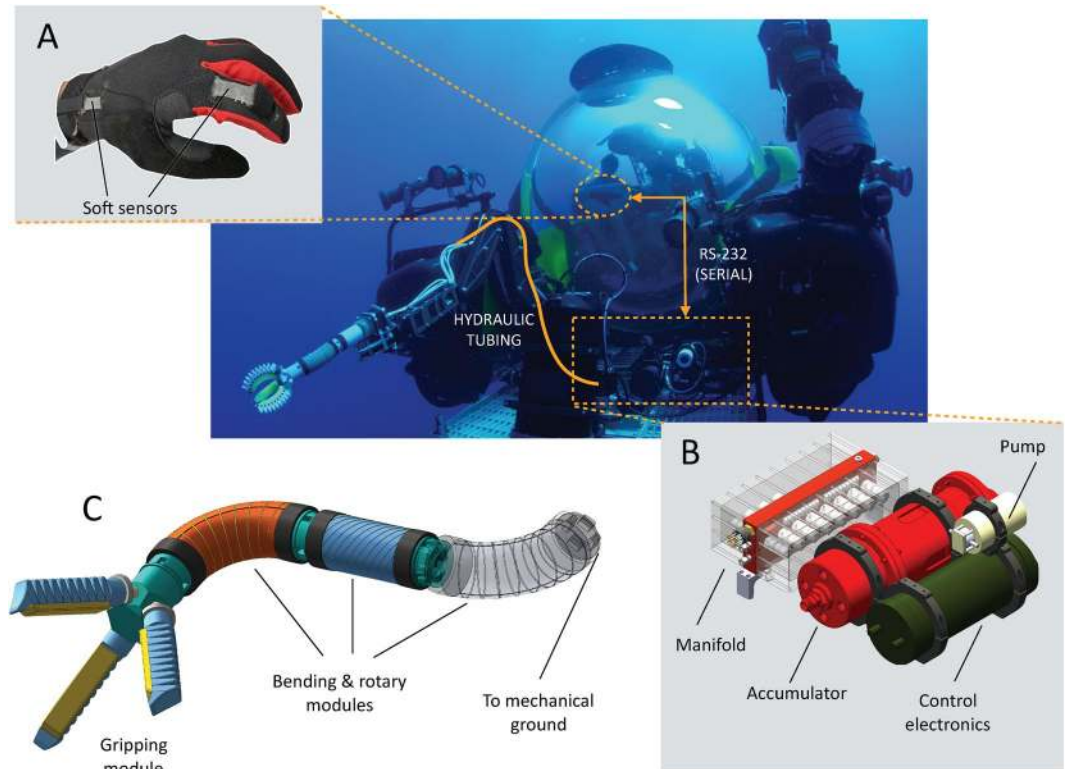 A
Soft sensors
RS-232
(SERIAL)
HYDRAULIC
TUBING
B
Pump
Manifold
Accumulator
Control
electronics
C
Bending & rotary
modules
To mechanical
ground
Gripping
module